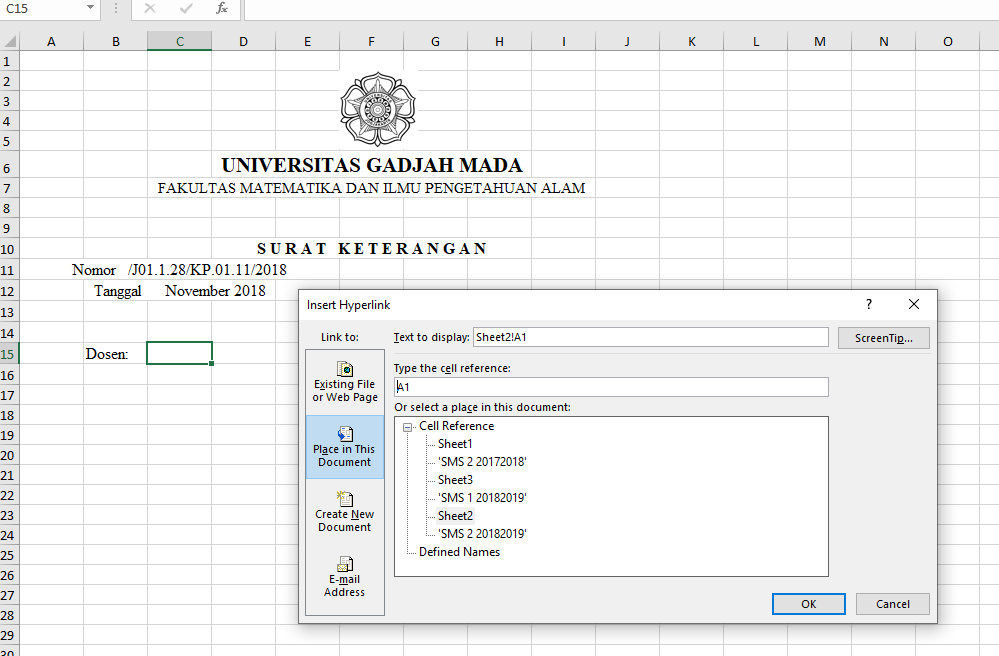 C15
fx
A B C D E F G H I J K L M N O
1
2
3
4
5
6 UNIVERSITAS GADJAH MADA
7 FAKULTAS MATEMATIKA DAN ILMU PENGETAHUAN ALAM
8
9
10 SURAT KETERANGAN
11 Nomor /J01.1.28/KP.01.11/2018
12 Tanggal November 2018
13
14
15 Dosen:
16
17
18
19
20
21
22
23
24
25
26
27
28
29
30
Insert Hyperlink
?
Link to:
Text to display: Sheet2!A1
ScreenTip...
Existing File
or Web Page
Place in This
Document
Create New
Document
E-mail
Address
Type the cell reference:
A1
Or select a place in this document:
Cell Reference
Sheet1
'SMS 2 20172018'
Sheet3
'SMS 1 20182019'
Sheet2
'SMS 2 20182019'
Defined Names
OK
Cancel